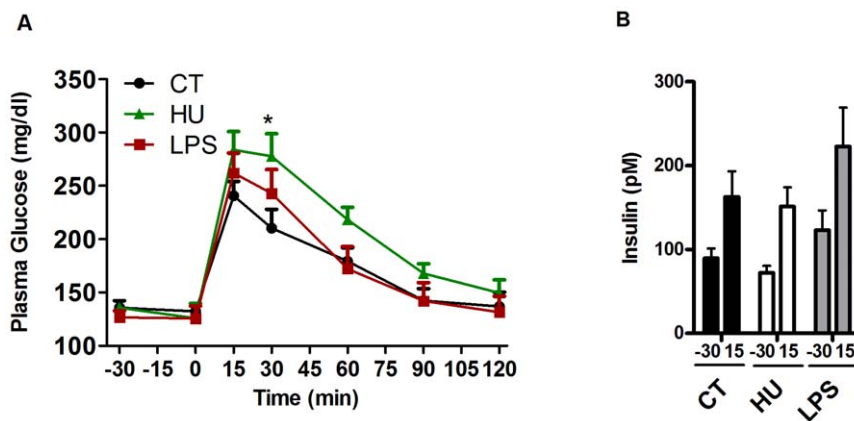 A
Plasma Glucose (mg/dl)
350
300
250
200
150
100
CT
HU
LPS
*
-30 -15 0 15 30 45 60 75 90 105 120
Time (min)
B
Insulin (pM)
300
200
100
0
-30 15 -30 15 -30 15
CT HU LPS